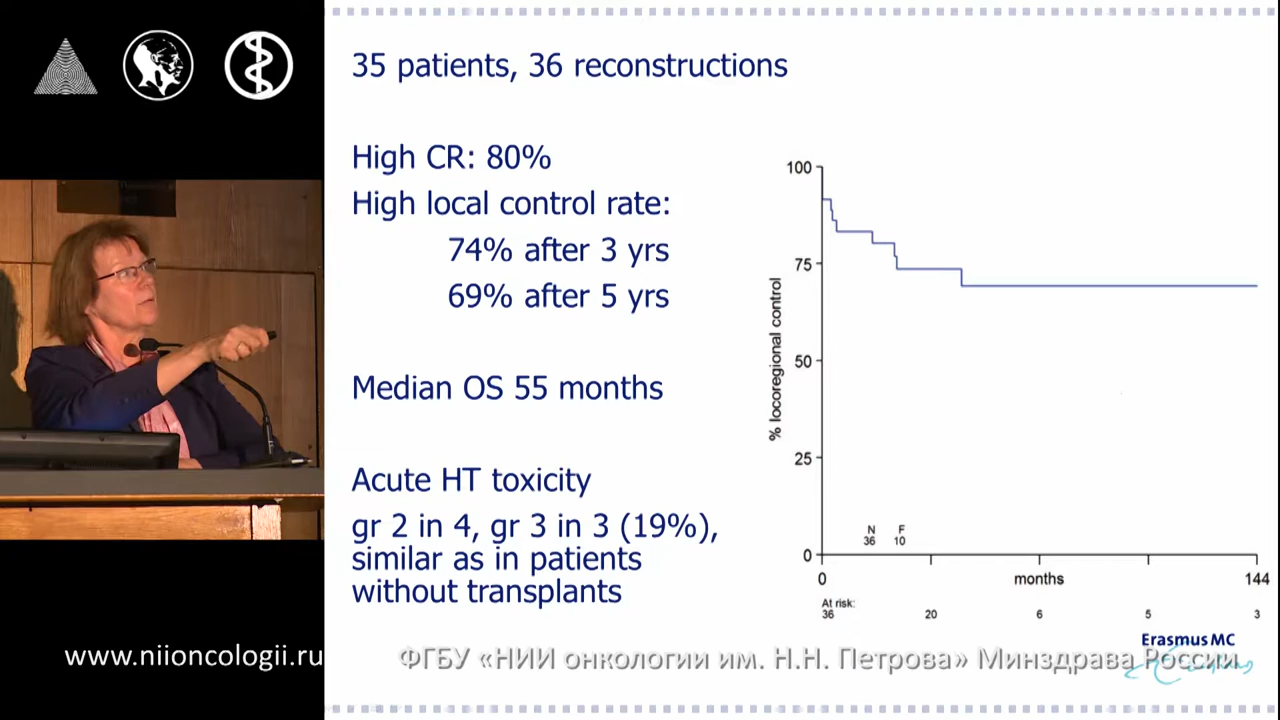 35 patients, 36 reconstructions
High CR: 80%
High local control rate:
74% after 3 yrs
69% after 5 yrs
Median OS 55 months
Acute HT toxicity
gr 2 in 4, gr 3 in 3 (19%),
similar as in patients
without transplants
100
75
50
25
0
% locoregional control
N F
36 10
0 months 144
At risk:
36 20 6 5 3
Erasmus MC
www.niioncologii.ru
ФГБУ «НИИ онкологии им. Н.Н. Петрова» Минздрава России